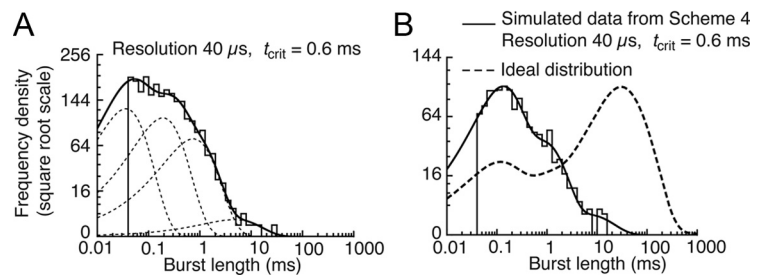 A
Resolution 40 µs, tcrit = 0.6 ms
Frequency density
(square root scale)
256
144
64
16
0
0.01 0.1 1 10 100 1000
Burst length (ms)
B
Simulated data from Scheme 4
Resolution 40 µs, tcrit = 0.6 ms
Ideal distribution
144
64
16
0
0.01 0.1 1 10 100 1000
Burst length (ms)